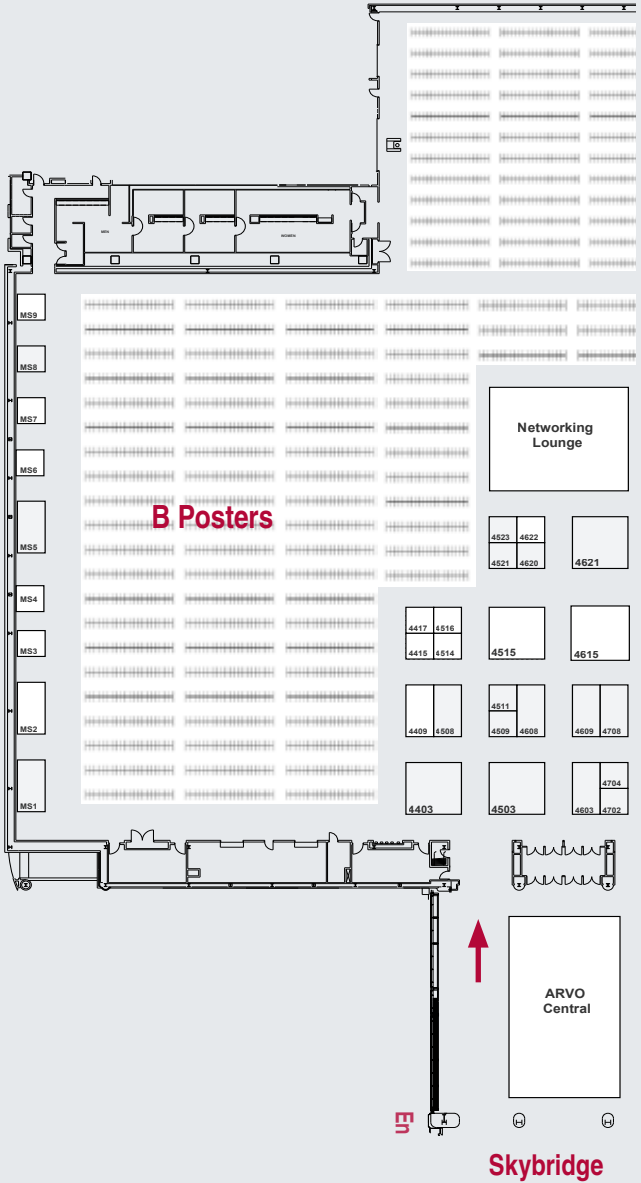 MEN
WOMEN
MS9
MS8
MS7
MS6
MS5
MS4
MS3
MS2
MS1
B Posters
Networking
Lounge
4523 4622
4521 4620
4621
4417 4516
4415 4514
4515
4615
4511
4409 4508
4509 4608
4609 4708
4403
4503
4704
4603 4702
ARVO
Central
En
Skybridge